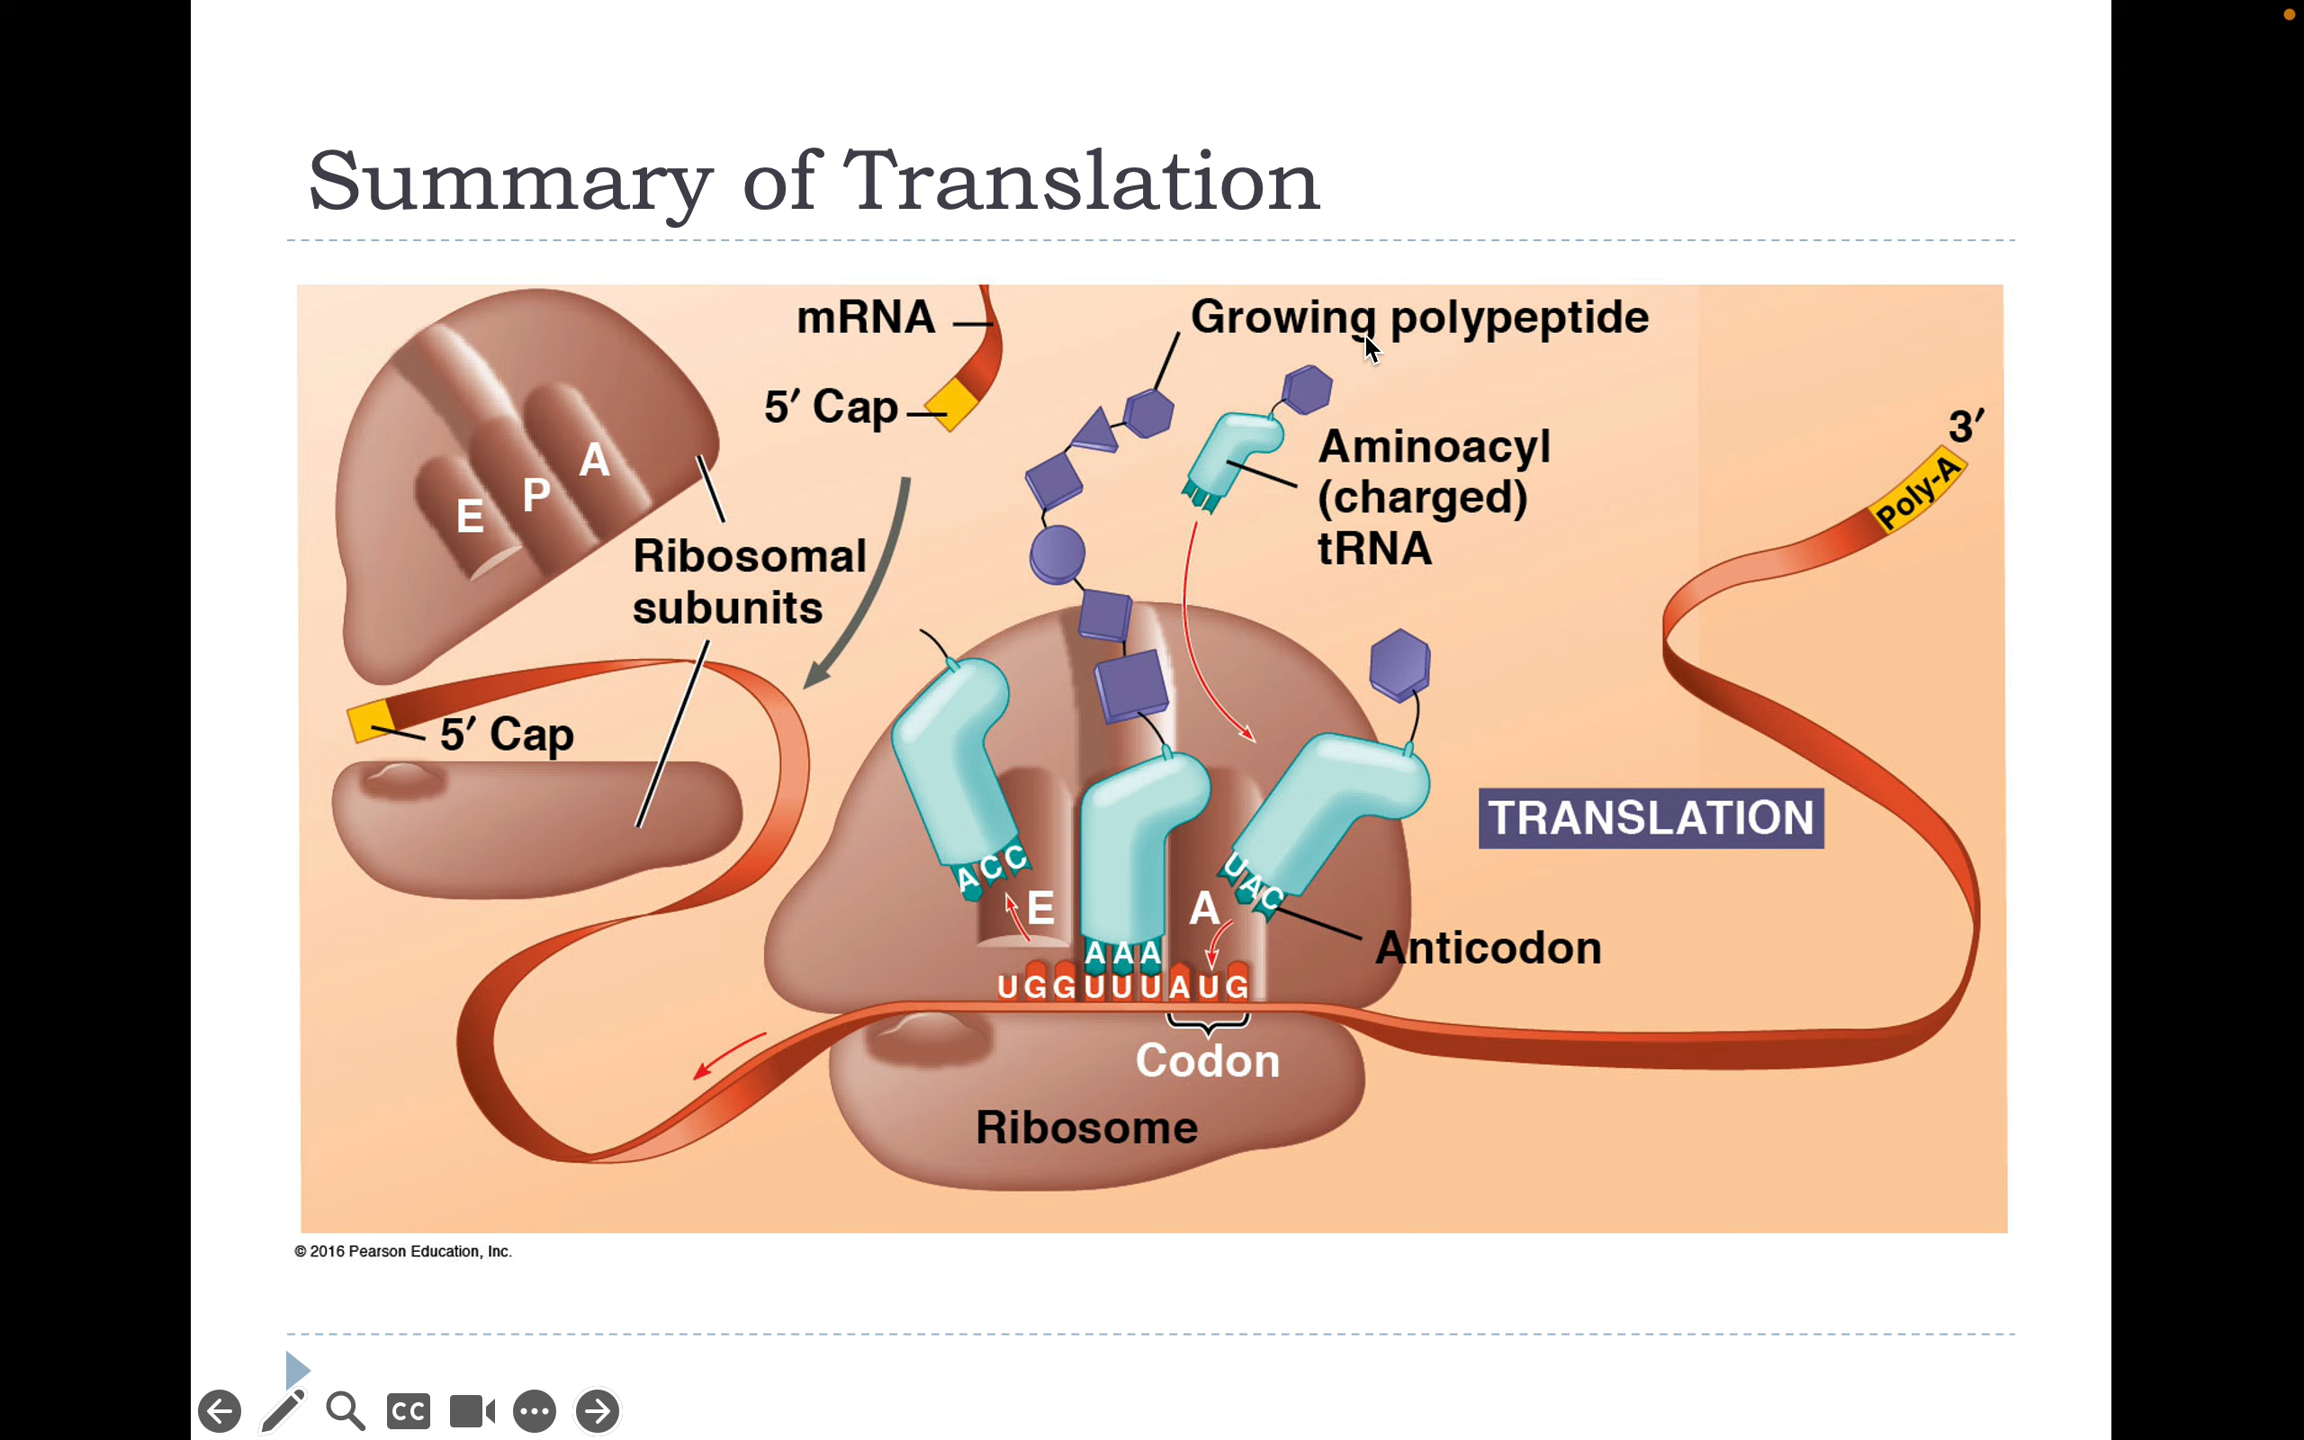 Summary of Translation
mRNA
Growing polypeptide
5′ Cap
3′
Poly-A
Aminoacyl
(charged)
tRNA
E P A
Ribosomal
subunits
5′ Cap
TRANSLATION
ACC
UAC
E
A
Anticodon
AAA
UGGUUUAUG
Codon
Ribosome
© 2016 Pearson Education, Inc.
CC